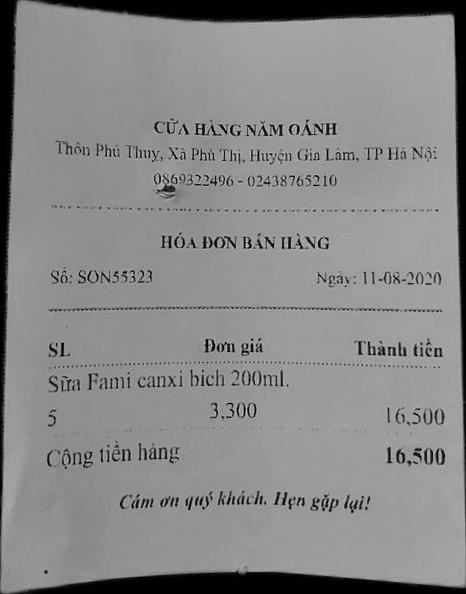 CỬA HÀNG NĂM OÁNH
Thôn Phú Thuỵ, Xã Phú Thị, Huyện Gia Lâm, TP Hà Nội
0869322496 - 02438765210
HÓA ĐƠN BÁN HÀNG
Số: SON55323 Ngày: 11-08-2020
SL Đơn giá Thành tiền
Sữa Fami canxi bich 200ml.
5 3,300 16,500
Cộng tiền hàng 16,500
Cám ơn quý khách. Hẹn gặp lại!